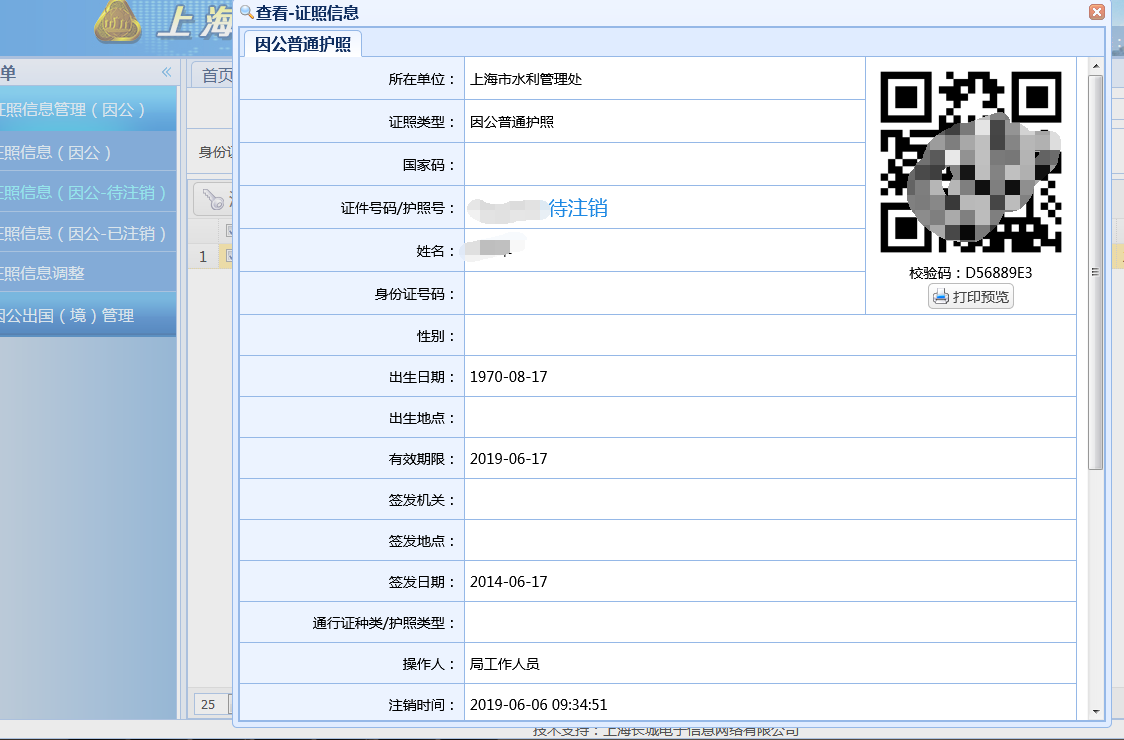 上海
查看-证照信息
因公普通护照
单
首页
证照信息管理（因公）
证照信息（因公）
证照信息（因公-待注销）
证照信息（因公-已注销）
证照信息调整
因公出国（境）管理
身份证
1
25
所在单位： 上海市水利管理处
证照类型： 因公普通护照
国家码：
证件号码/护照号： 待注销
姓名：
身份证号码：
校验码：D56889E3
打印预览
性别：
出生日期： 1970-08-17
出生地点：
有效期限： 2019-06-17
签发机关：
签发地点：
签发日期： 2014-06-17
通行证种类/护照类型：
操作人： 局工作人员
注销时间： 2019-06-06 09:34:51
技术支持：上海长城电子信息网络有限公司